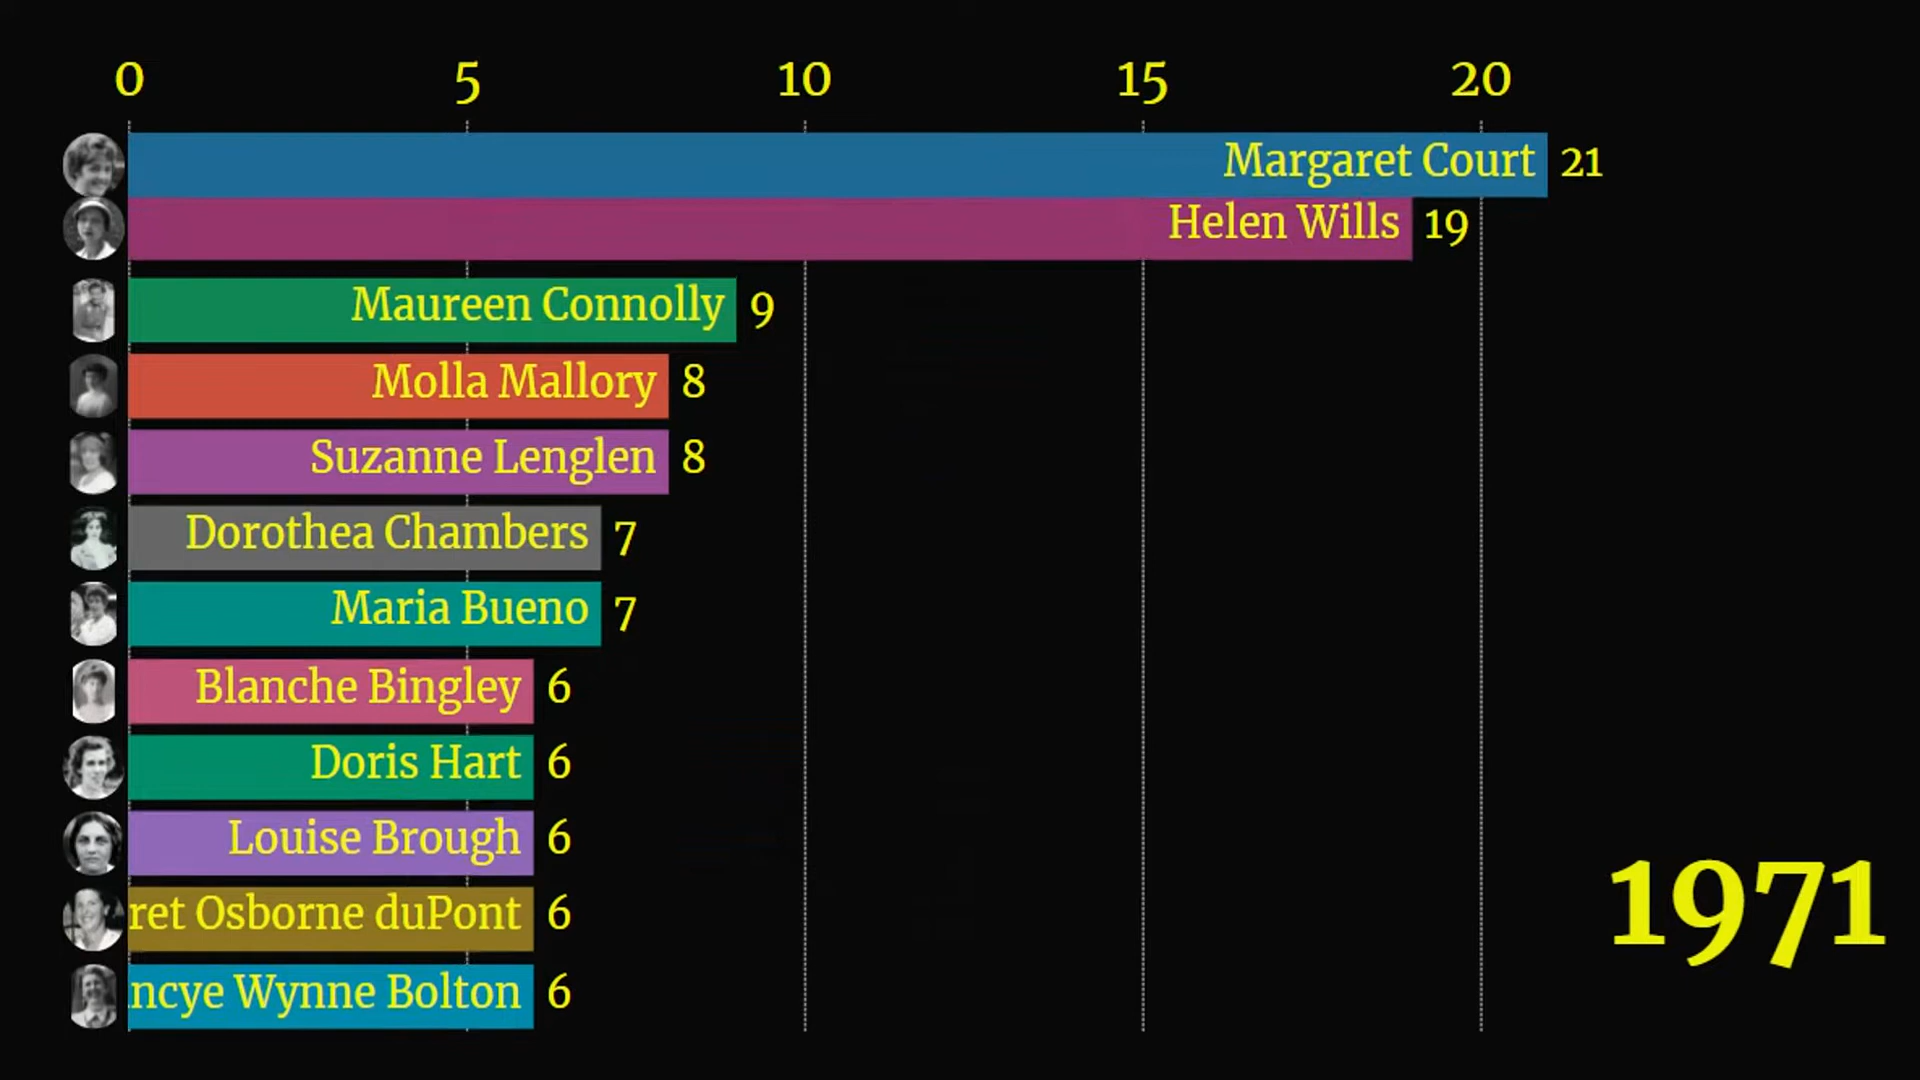 0 5 10 15 20
Margaret Court 21
Helen Wills 19
Maureen Connolly 9
Molla Mallory 8
Suzanne Lenglen 8
Dorothea Chambers 7
Maria Bueno 7
Blanche Bingley 6
Doris Hart 6
Louise Brough 6
ret Osborne duPont 6
ncye Wynne Bolton 6
1971